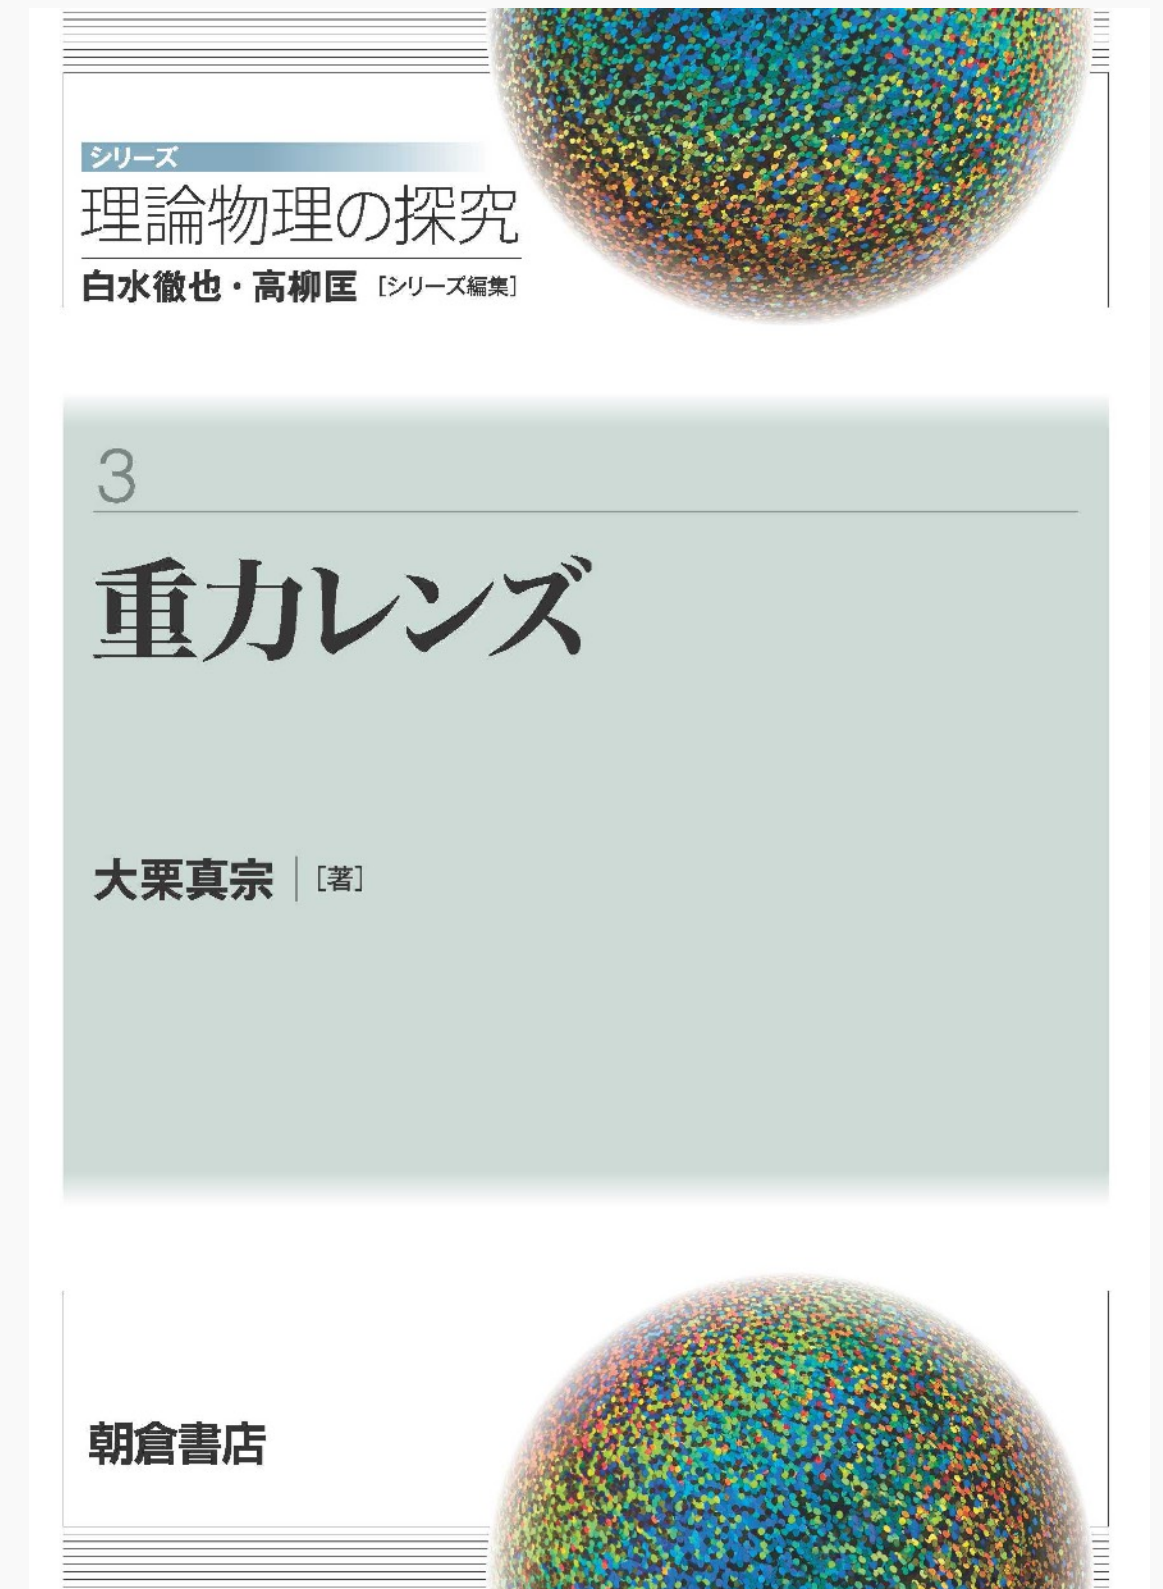 シリーズ
理論物理の探究
白水徹也・高柳匡 [シリーズ編集]
3
重力レンズ
大栗真宗 | [著]
朝倉書店